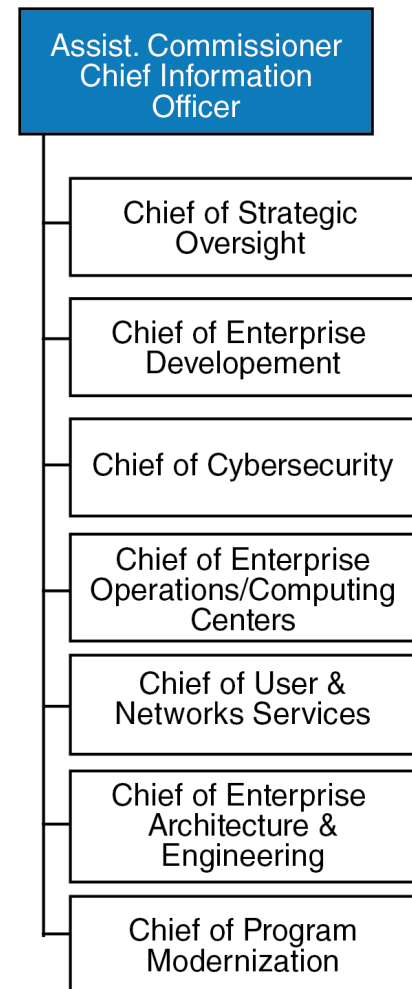 Assist. Commissioner
Chief Information
Officer
Chief of Strategic
Oversight
Chief of Enterprise
Developement
Chief of Cybersecurity
Chief of Enterprise
Operations/Computing
Centers
Chief of User &
Networks Services
Chief of Enterprise
Architecture &
Engineering
Chief of Program
Modernization